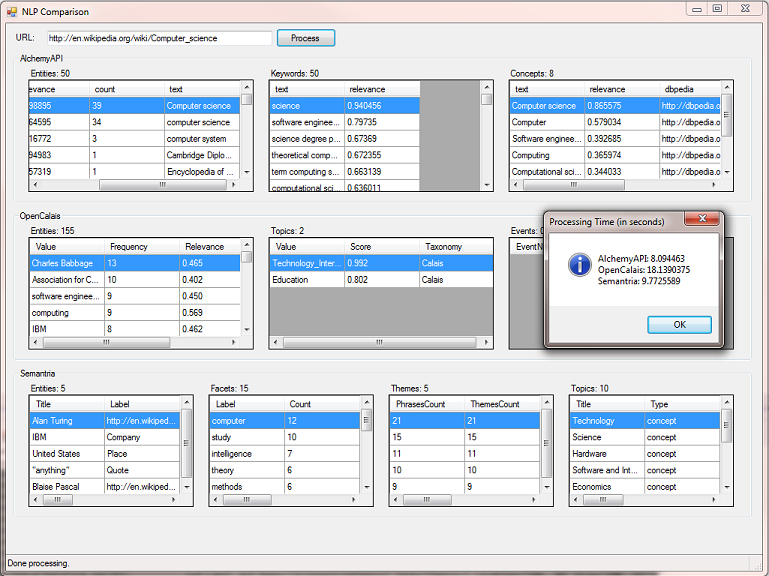 NLP Comparison
URL: http://en.wikipedia.org/wiki/Computer_science Process
AlchemyAPI
Entities: 50
evance count text
98895 39 Computer science
64595 34 computer science
16772 3 computer system
94983 1 Cambridge Diplo...
57319 1 Encyclopedia of ...
Keywords: 50
text relevance
science 0.940456
software enginee... 0.79735
science degree p... 0.67369
theoretical comp... 0.672355
term computing s... 0.663139
computational sci... 0.636011
Concepts: 8
text relevance dbpedia
Computer science 0.865575 http://dbpedia.o
Computer 0.579034 http://dbpedia.o
Software enginee... 0.392685 http://dbpedia.o
Computing 0.365974 http://dbpedia.o
Computational sci... 0.344033 http://dbpedia.o
OpenCalais
Entities: 155
Value Frequency Relevance
Charles Babbage 13 0.465
Association for C... 10 0.402
software enginee... 9 0.450
computing 9 0.569
IBM 8 0.462
Topics: 2
Value Score Taxonomy
Technology_Inter... 0.992 Calais
Education 0.802 Calais
Events: 0
EventN
Processing Time (in seconds)
AlchemyAPI: 8.094463
OpenCalais: 18.1390375
Semantria: 9.7725589
OK
Semantria
Entities: 5
Title Label
Alan Turing http://en.wikiped...
IBM Company
United States Place
"anything" Quote
Blaise Pascal http://en.wikiped...
Facets: 15
Label Count
computer 12
study 10
intelligence 7
theory 6
methods 6
Themes: 5
PhrasesCount ThemesCount
21 21
15 15
11 11
10 10
9 9
Topics: 10
Title Type
Technology concept
Science concept
Hardware concept
Software and Int... concept
Economics concept
Done processing.